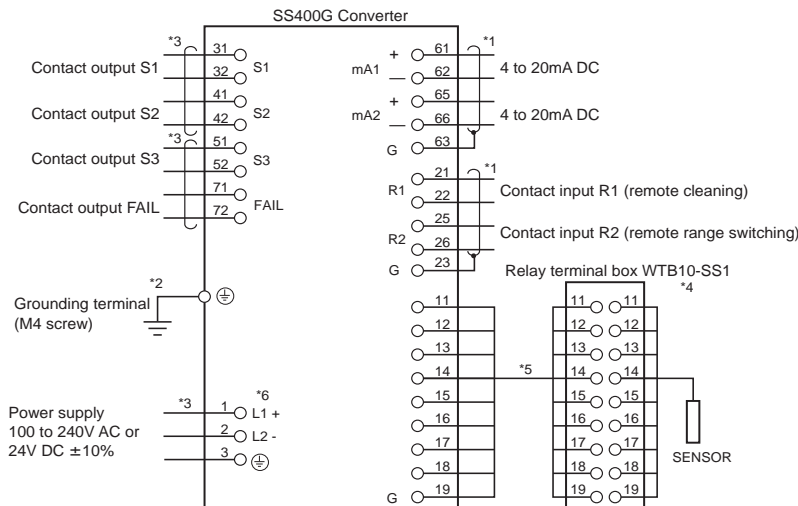 SS400G Converter
*3 31 + 61 *1
Contact output S1 S1 mA1 4 to 20mA DC
32 — 62
41 + 65
Contact output S2 S2 mA2 4 to 20mA DC
42 — 66
*3 51 G 63
Contact output S3 S3
52 21 *1
71 R1 Contact input R1 (remote cleaning)
Contact output FAIL FAIL 22
72 25
R2 Contact input R2 (remote range switching)
26
G 23
Relay terminal box WTB10-SS1
*4
*2
Grounding terminal
(M4 screw)
11 11 11
12 12 12
13 13 13
14 *5 14 14
15 15 15
16 16 16
17 17 17
18 18 18
G 19 19 19
SENSOR
*3 1 *6 L1 +
Power supply
100 to 240V AC or
24V DC ±10%
2 L2 -
3